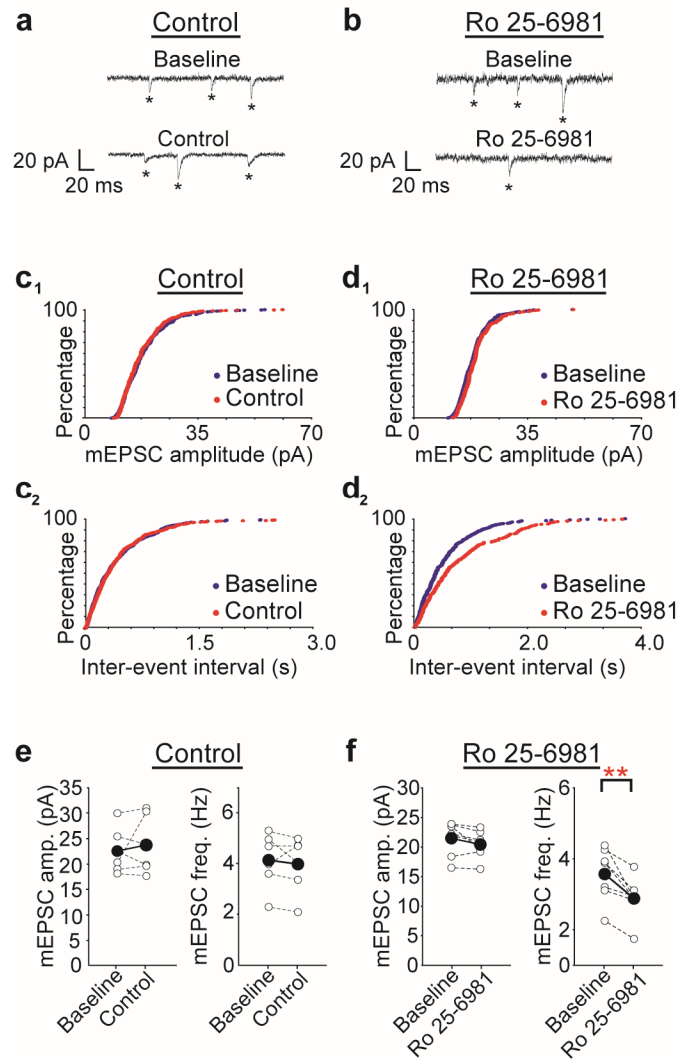 a Control
Baseline
* * *
Control
20 pA
20 ms
* * *
b Ro 25-6981
Baseline
* * *
Ro 25-6981
20 pA
20 ms
*
c1 Control
100
Percentage
Baseline
Control
35 70
mEPSC amplitude (pA)
d1 Ro 25-6981
100
Percentage
Baseline
Ro 25-6981
35 70
mEPSC amplitude (pA)
c2
100
Percentage
Baseline
Control
0 1.5 3.0
Inter-event interval (s)
d2
100
Percentage
Baseline
Ro 25-6981
0 2.0 4.0
Inter-event interval (s)
e Control
mEPSC amp. (pA)
35
30
25
20
15
10
5
0
Baseline
Control
mEPSC freq. (Hz)
6
4
2
0
Baseline
Control
f Ro 25-6981
mEPSC amp. (pA)
30
25
20
15
10
5
0
Baseline
Ro 25-6981
**
mEPSC freq. (Hz)
6
4
2
0
Baseline
Ro 25-6981